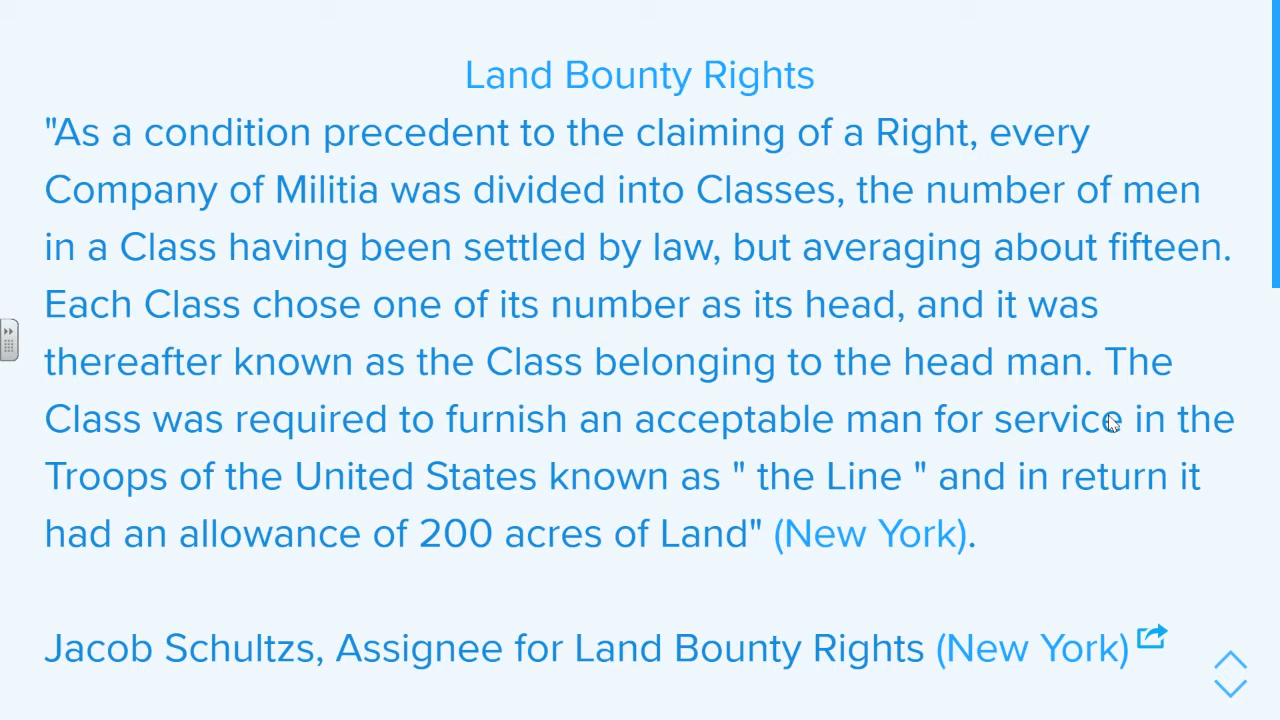 Land Bounty Rights
"As a condition precedent to the claiming of a Right, every
Company of Militia was divided into Classes, the number of men
in a Class having been settled by law, but averaging about fifteen.
Each Class chose one of its number as its head, and it was
thereafter known as the Class belonging to the head man. The
Class was required to furnish an acceptable man for service in the
Troops of the United States known as " the Line " and in return it
had an allowance of 200 acres of Land" (New York).
Jacob Schultzs, Assignee for Land Bounty Rights (New York)